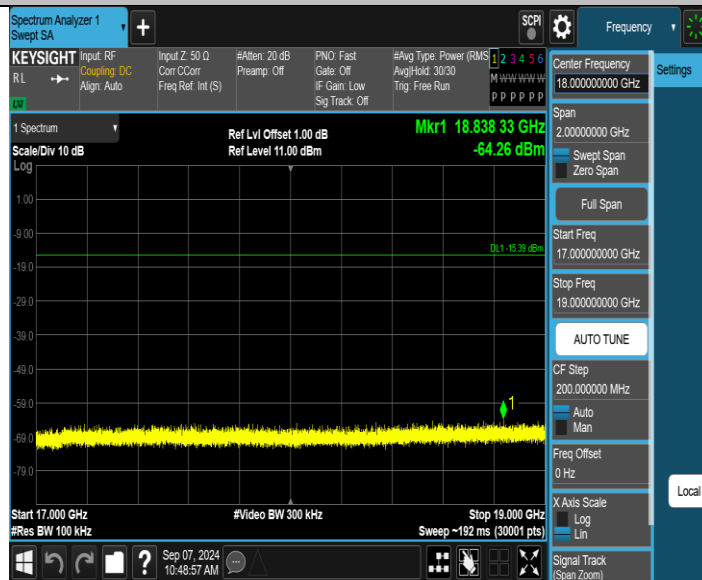 Spectrum Analyzer 1
Swept SA
SCPI
Frequency
KEYSIGHT
RL
Input: RF
Coupling: DC
Align: Auto
Input Z: 50 Ω
Corr CCorr
Freq Ref: Int (S)
#Atten: 20 dB
Preamp: Off
PNO: Fast
Gate: Off
IF Gain: Low
Sig Track: Off
#Avg Type: Power (RMS
Avg|Hold: 30/30
Trig: Free Run
1 2 3 4 5 6
M W W W W W
P P P P P P
Center Frequency
18.000000000 GHz
Settings
1 Spectrum
Scale/Div 10 dB
Ref Lvl Offset 1.00 dB
Ref Level 11.00 dBm
Mkr1 18.838 33 GHz
-64.26 dBm
Log
1.00
-9.00
-19.0
-29.0
-39.0
-49.0
-59.0
-69.0
-79.0
DL1 -15.39 dBm
1
Start 17.000 GHz
#Res BW 100 kHz
#Video BW 300 kHz
Stop 19.000 GHz
Sweep ~192 ms (30001 pts)
Span
2.00000000 GHz
Swept Span
Zero Span
Full Span
Start Freq
17.000000000 GHz
Stop Freq
19.000000000 GHz
AUTO TUNE
CF Step
200.000000 MHz
Auto
Man
Freq Offset
0 Hz
X Axis Scale
Log
Lin
Signal Track
(Span Zoom)
Local
?
Sep 07, 2024
10:48:57 AM